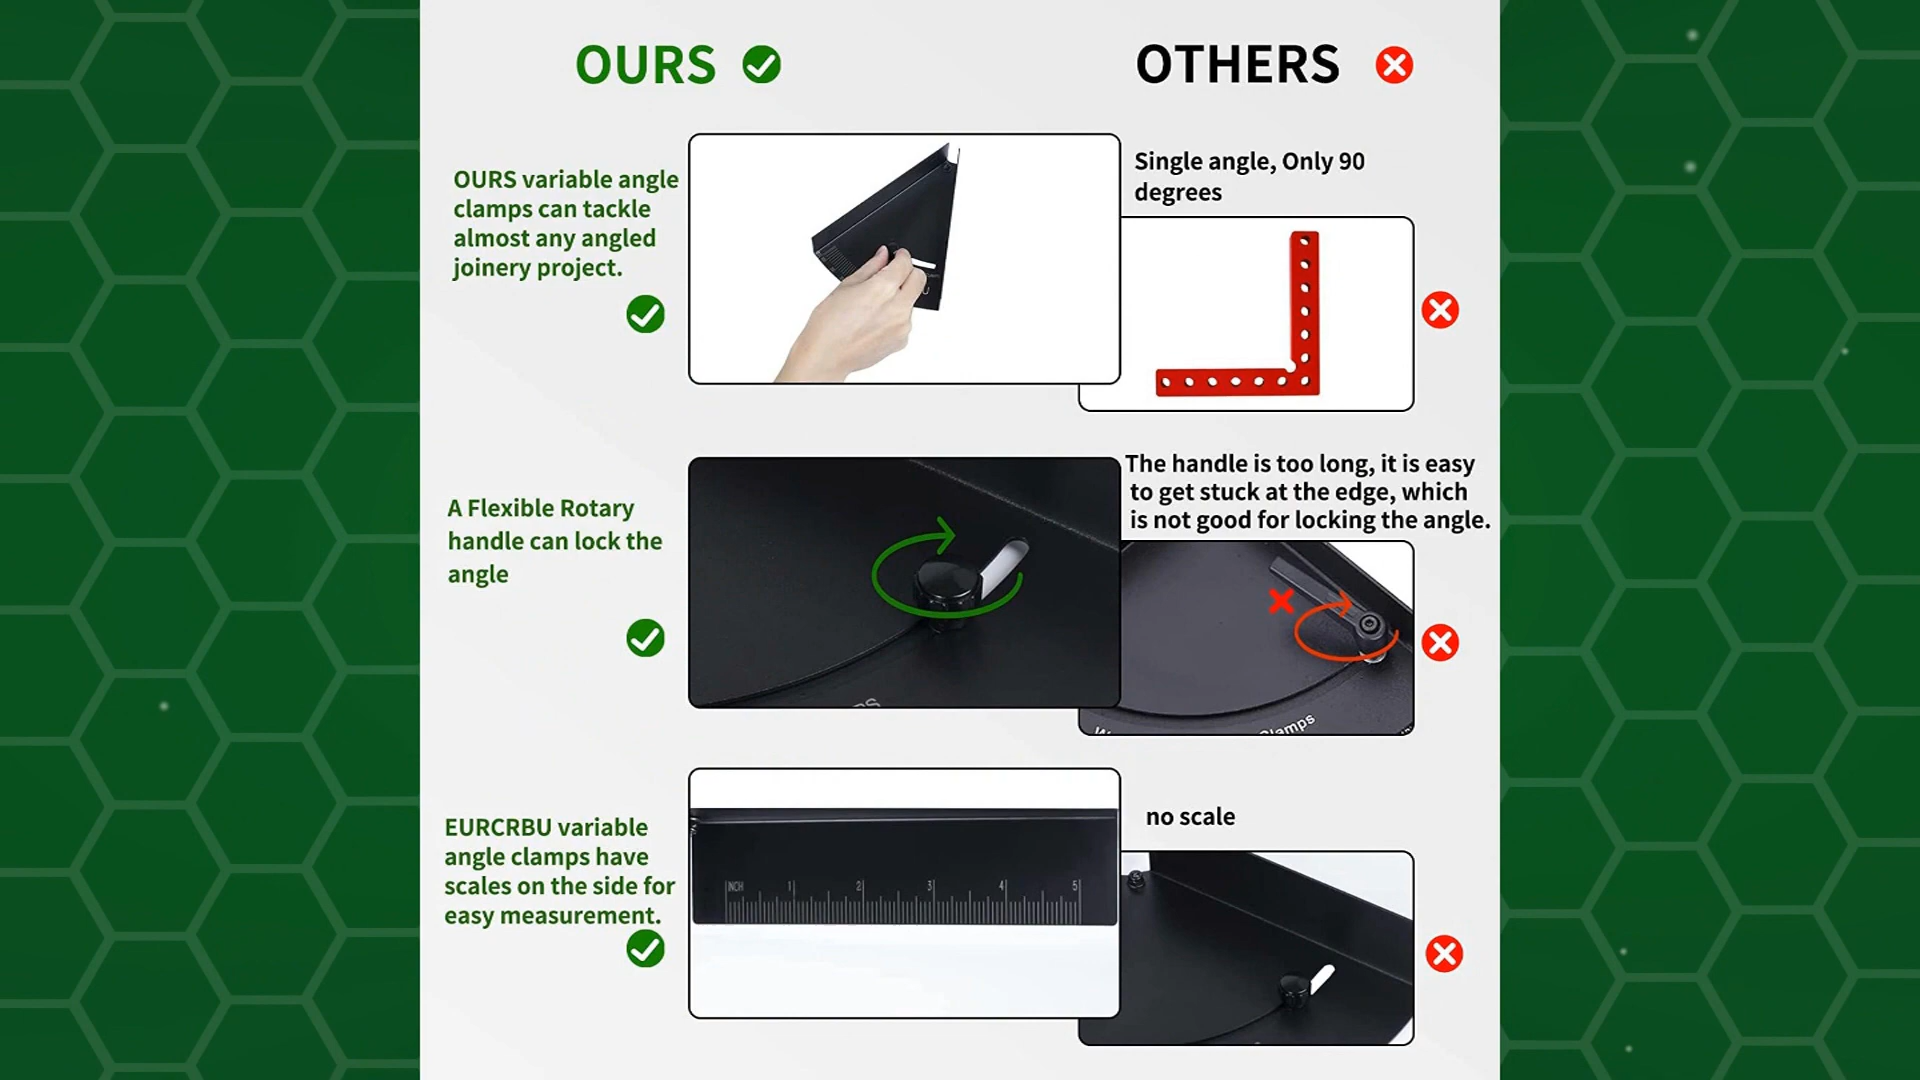 OURS
OTHERS
OURS variable angle
clamps can tackle
almost any angled
joinery project.
Single angle, Only 90
degrees
A Flexible Rotary
handle can lock the
angle
The handle is too long, it is easy
to get stuck at the edge, which
is not good for locking the angle.
EURCRBU variable
angle clamps have
scales on the side for
easy measurement.
INCH 1 2 3 4 5
no scale